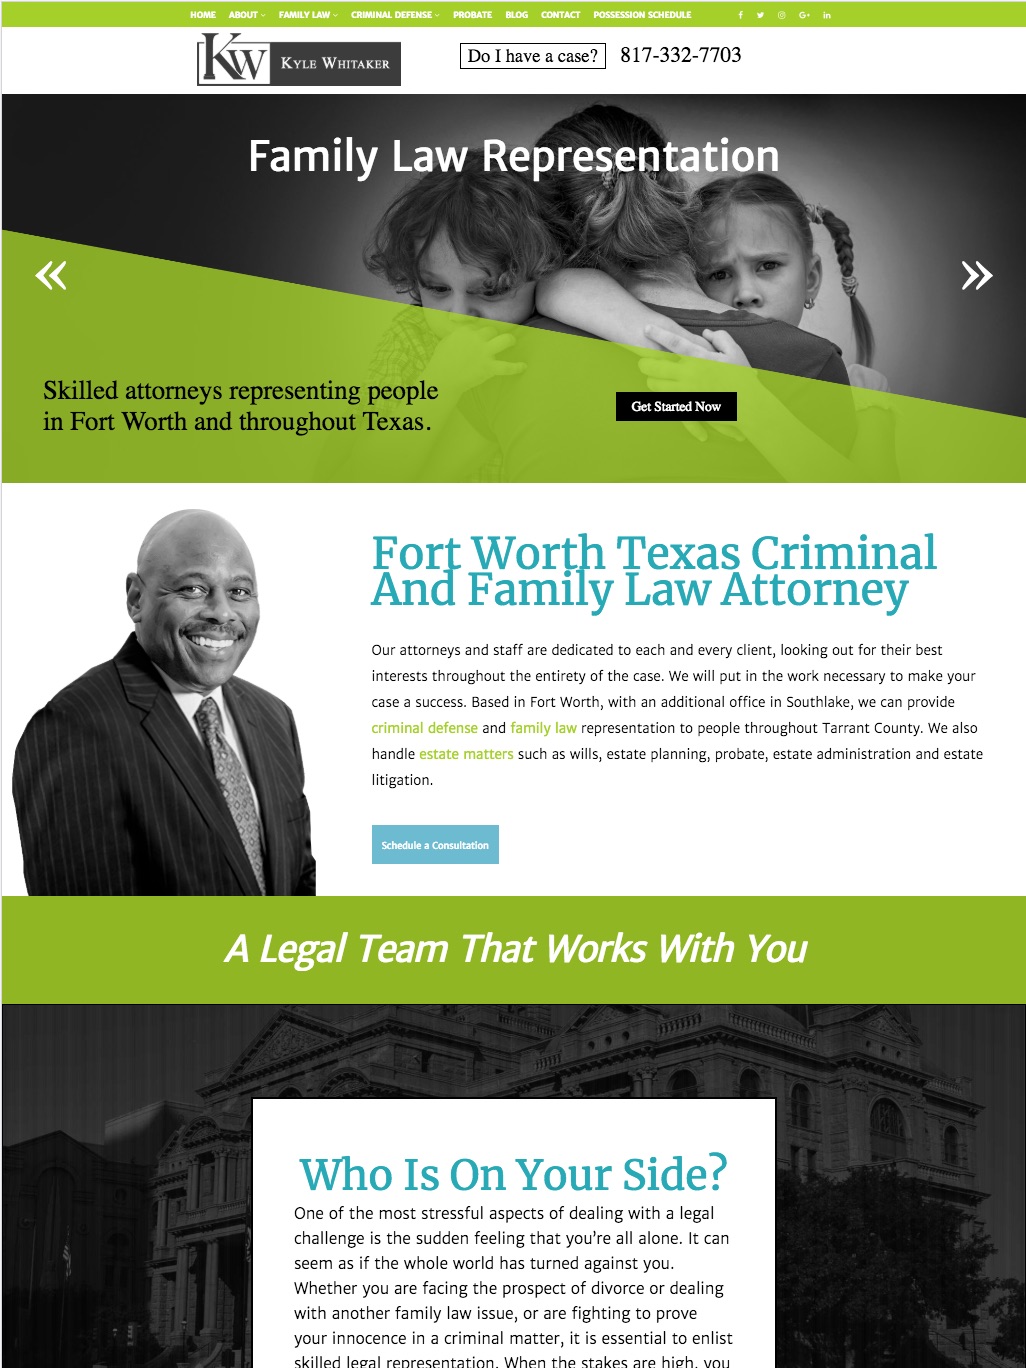 HOME ABOUT FAMILY LAW CRIMINAL DEFENSE PROBATE BLOG CONTACT POSSESSION SCHEDULE
KW KYLE WHITAKER
Do I have a case? 817-332-7703
Family Law Representation
Skilled attorneys representing people
in Fort Worth and throughout Texas.
Get Started Now
Fort Worth Texas Criminal
And Family Law Attorney
Our attorneys and staff are dedicated to each and every client, looking out for their best
interests throughout the entirety of the case. We will put in the work necessary to make your
case a success. Based in Fort Worth, with an additional office in Southlake, we can provide
criminal defense and family law representation to people throughout Tarrant County. We also
handle estate matters such as wills, estate planning, probate, estate administration and estate
litigation.
Schedule a Consultation
A Legal Team That Works With You
Who Is On Your Side?
One of the most stressful aspects of dealing with a legal
challenge is the sudden feeling that you’re all alone. It can
seem as if the whole world has turned against you.
Whether you are facing the prospect of divorce or dealing
with another family law issue, or are fighting to prove
your innocence in a criminal matter, it is essential to enlist
skilled legal representation. When the stakes are high, you